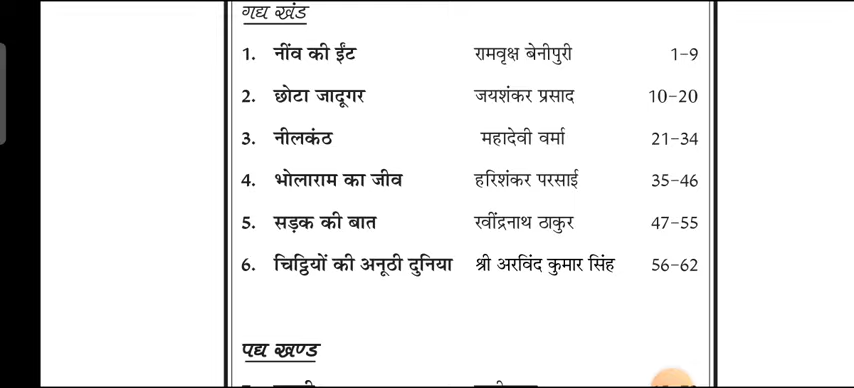 गद्य खंड
1. नींव की ईंट रामवृक्ष बेनीपुरी 1-9
2. छोटा जादूगर जयशंकर प्रसाद 10-20
3. नीलकंठ महादेवी वर्मा 21-34
4. भोलाराम का जीव हरिशंकर परसाई 35-46
5. सड़क की बात रवींद्रनाथ ठाकुर 47-55
6. चिट्ठियों की अनूठी दुनिया श्री अरविंद कुमार सिंह 56-62
पद्य खण्ड